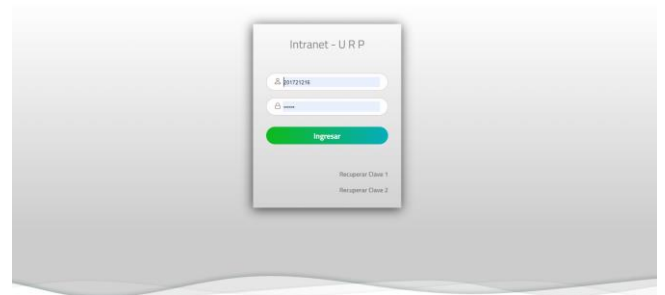 Intranet - U R P
201721216
Ingresar
Recuperar Clave 1
Recuperar Clave 2